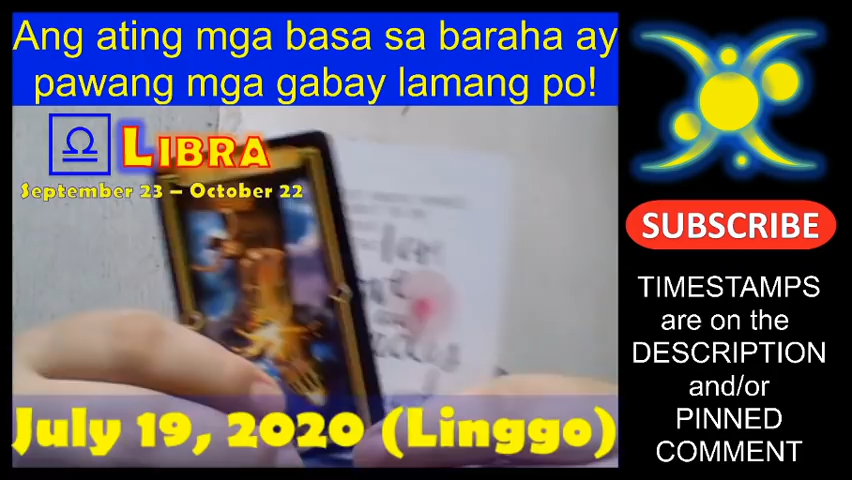 Ang ating mga basa sa baraha ay
pawang mga gabay lamang po!
LIBRA
September 23 – October 22
July 19, 2020 (Linggo)
SUBSCRIBE
TIMESTAMPS
are on the
DESCRIPTION
and/or
PINNED
COMMENT